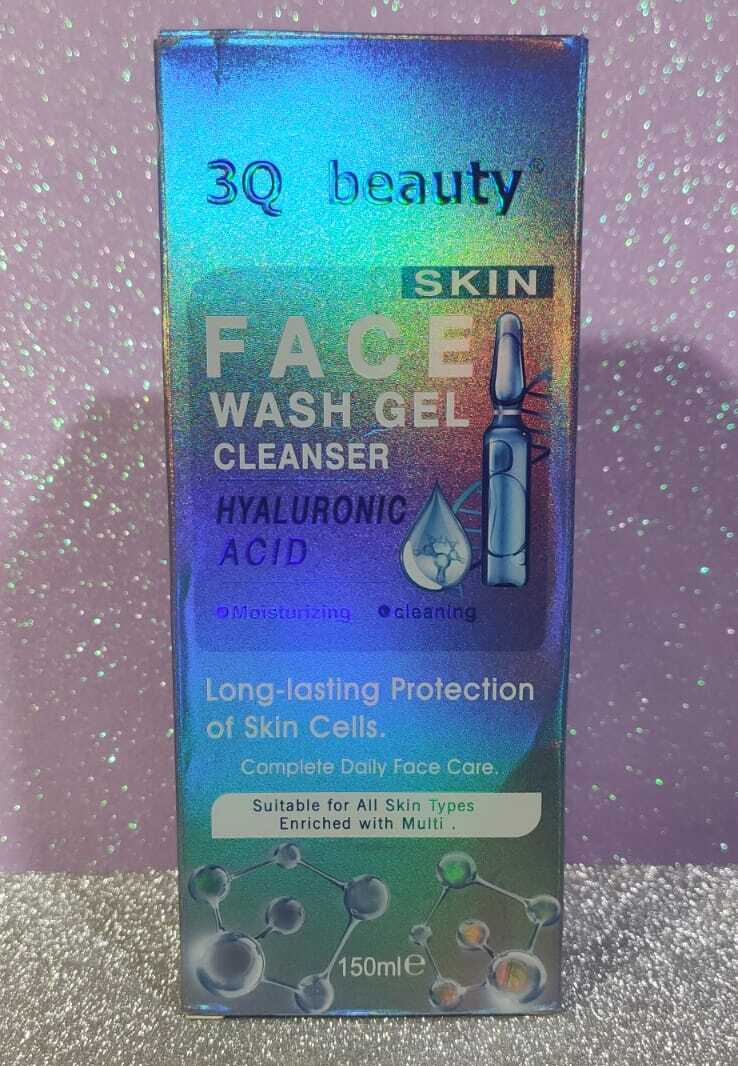 3Q beauty®
SKIN
FACE
WASH GEL
CLEANSER
HYALURONIC
ACID
Moisturizing cleaning
Long-lasting Protection
of Skin Cells.
Complete Daily Face Care.
Suitable for All Skin Types
Enriched with Multi .
150ml℮